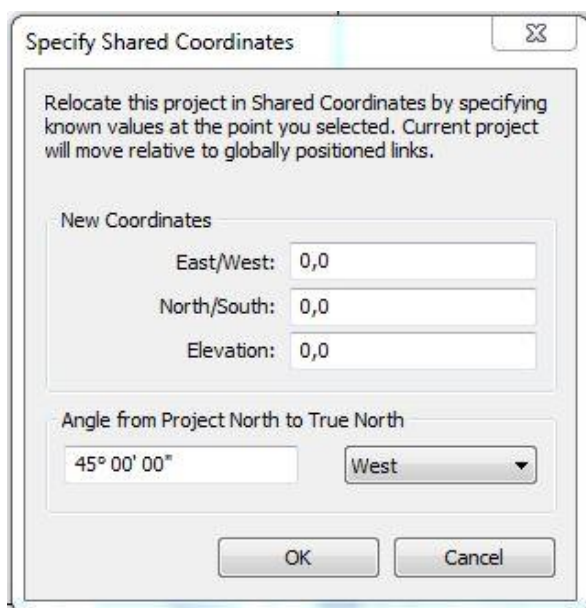 Specify Shared Coordinates
Relocate this project in Shared Coordinates by specifying
known values at the point you selected. Current project
will move relative to globally positioned links.
New Coordinates
East/West: 0,0
North/South: 0,0
Elevation: 0,0
Angle from Project North to True North
45° 00' 00" West
OK Cancel